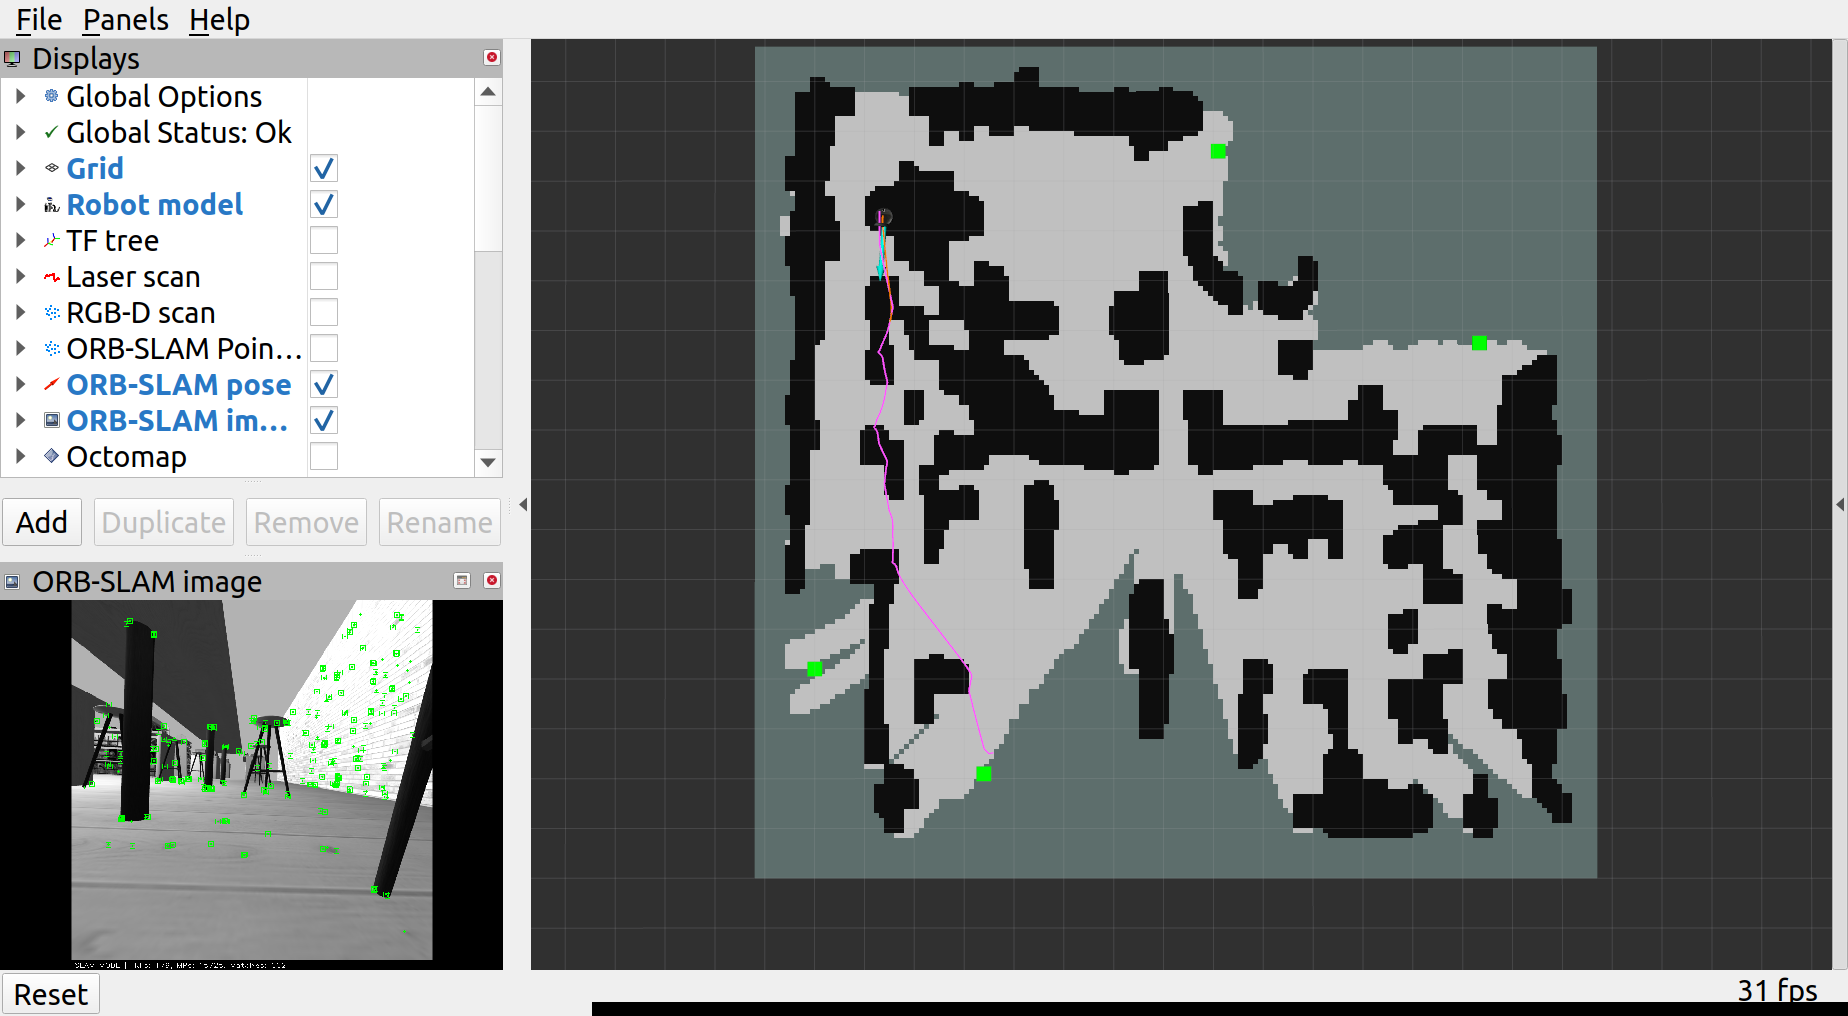 File Panels Help
Displays
Global Options
Global Status: Ok
Grid
Robot model
TF tree
Laser scan
RGB-D scan
ORB-SLAM Poin...
ORB-SLAM pose
ORB-SLAM im...
Octomap
Add Duplicate Remove Rename
ORB-SLAM image
SLAM MODE |
Reset
31 fps